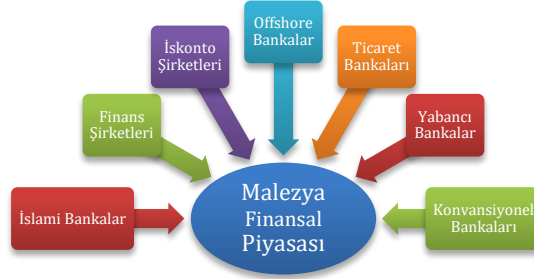 Offshore
Bankalar
İskonto
Şirketleri
Ticaret
Bankaları
Finans
Şirketleri
Yabancı
Bankalar
İslami Bankalar
Malezya
Finansal
Piyasası
Konvansiyonel
Bankaları